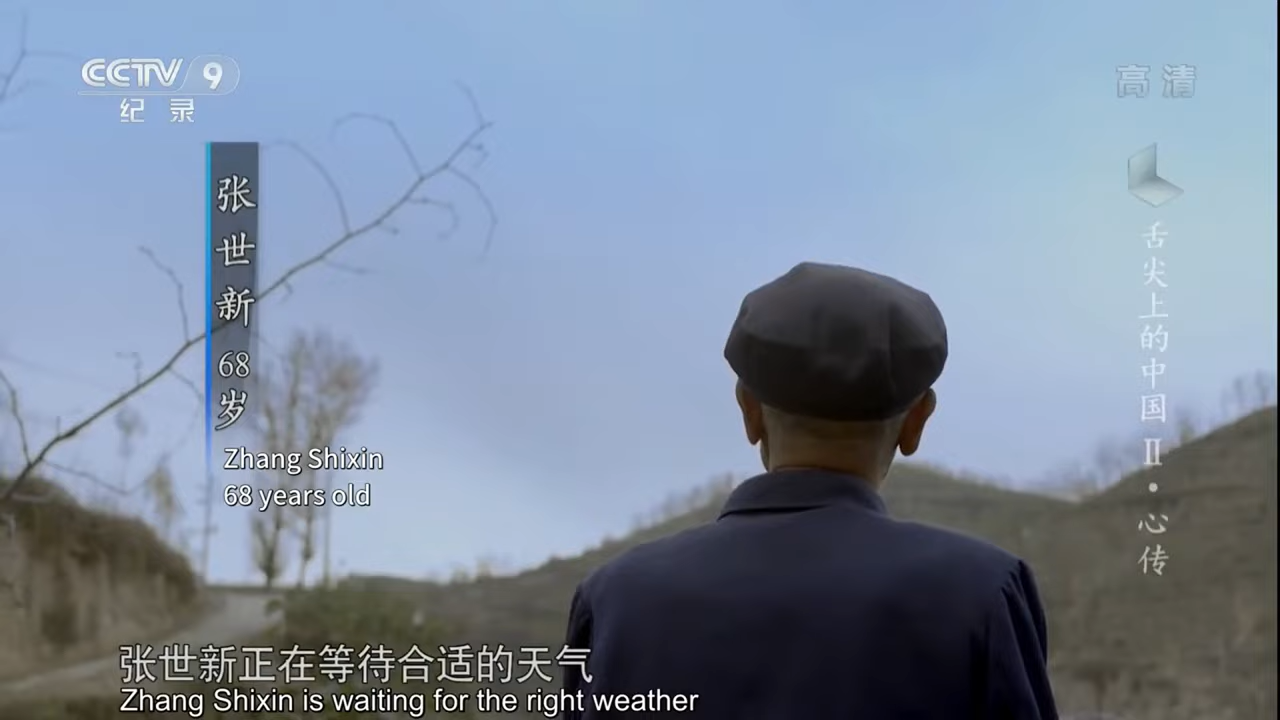 CCTV 9
纪录
高清
张世新 68岁
Zhang Shixin
68 years old
舌尖上的中国 II·心传
张世新正在等待合适的天气
Zhang Shixin is waiting for the right weather